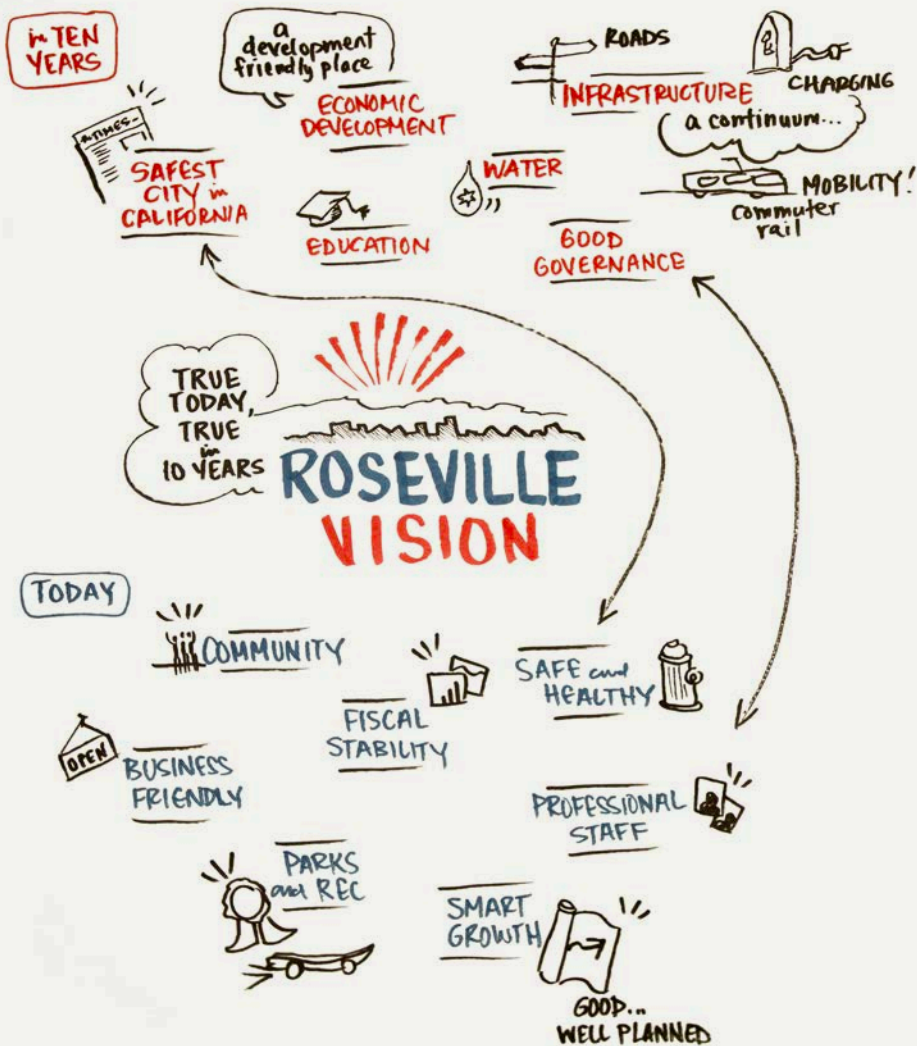 in TEN
YEARS
a
development
friendly place
ECONOMIC
DEVELOPMENT
ROADS
INFRASTRUCTURE
CHARGING
a continuum...
MOBILITY!
commuter
rail
TIMES
SAFEST
CITY in
CALIFORNIA
EDUCATION
WATER
GOOD
GOVERNANCE
TRUE
TODAY,
TRUE
in
10 YEARS
ROSEVILLE
VISION
TODAY
COMMUNITY
FISCAL
STABILITY
SAFE and
HEALTHY
OPEN
BUSINESS
FRIENDLY
PROFESSIONAL
STAFF
PARKS
and REC
SMART
GROWTH
GOOD...
WELL PLANNED